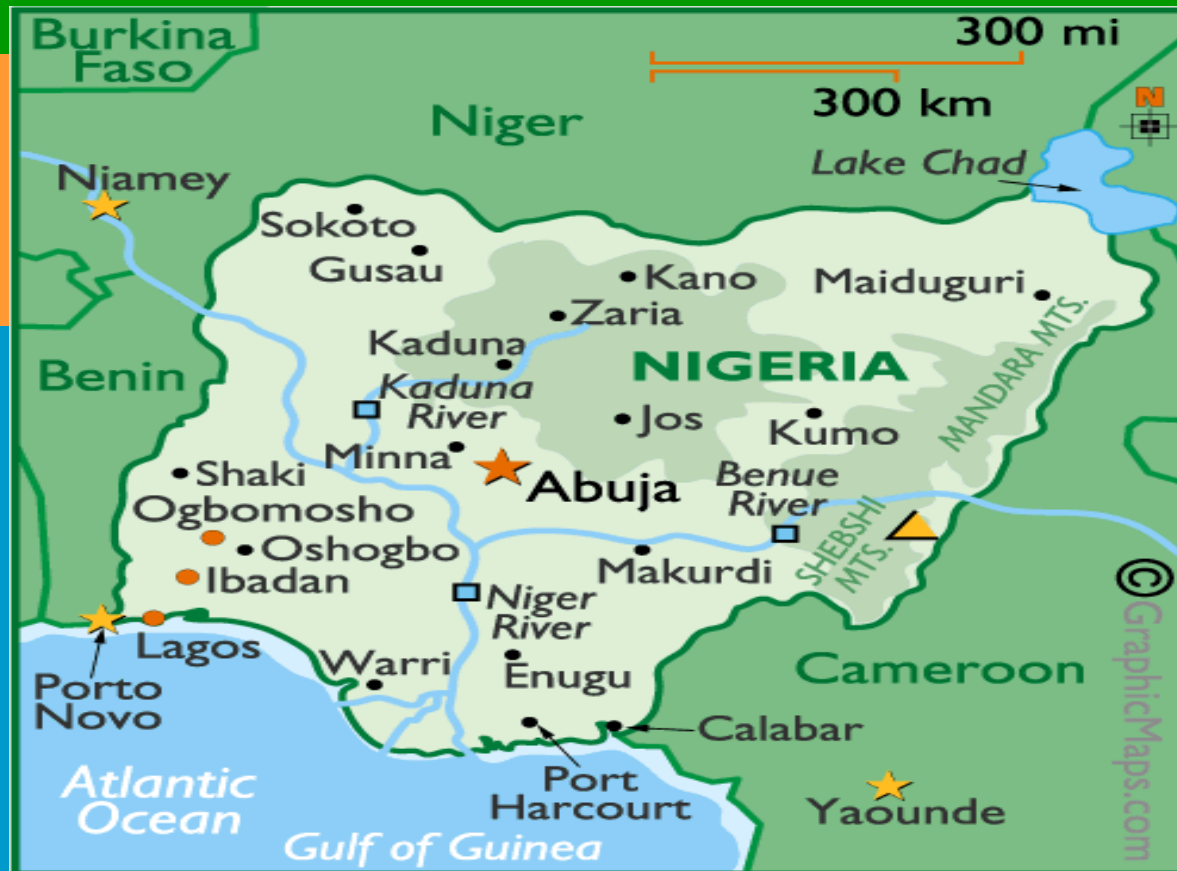 Burkina
Faso
300 mi
300 km
N
Niger
Lake Chad
Niamey
Sokoto
Gusau
Kano
Maiduguri
Zaria
Kaduna
NIGERIA
MANDARA MTS.
Benin
Kaduna
River
Jos
Kumo
Minna
Shaki
Abuja
Benue
River
Ogbomosho
Oshogbo
SHEBSHI
MTS.
Ibadan
Makurdi
Niger
River
Lagos
Warri
Enugu
Cameroon
Porto
Novo
Calabar
Atlantic
Ocean
Port
Harcourt
Yaounde
Gulf of Guinea
©GraphicMaps.com